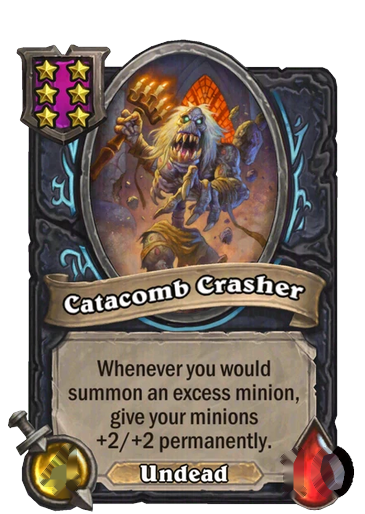 Catacomb Crasher
Whenever you would
summon an excess minion,
give your minions
+2/+2 permanently.
Undead